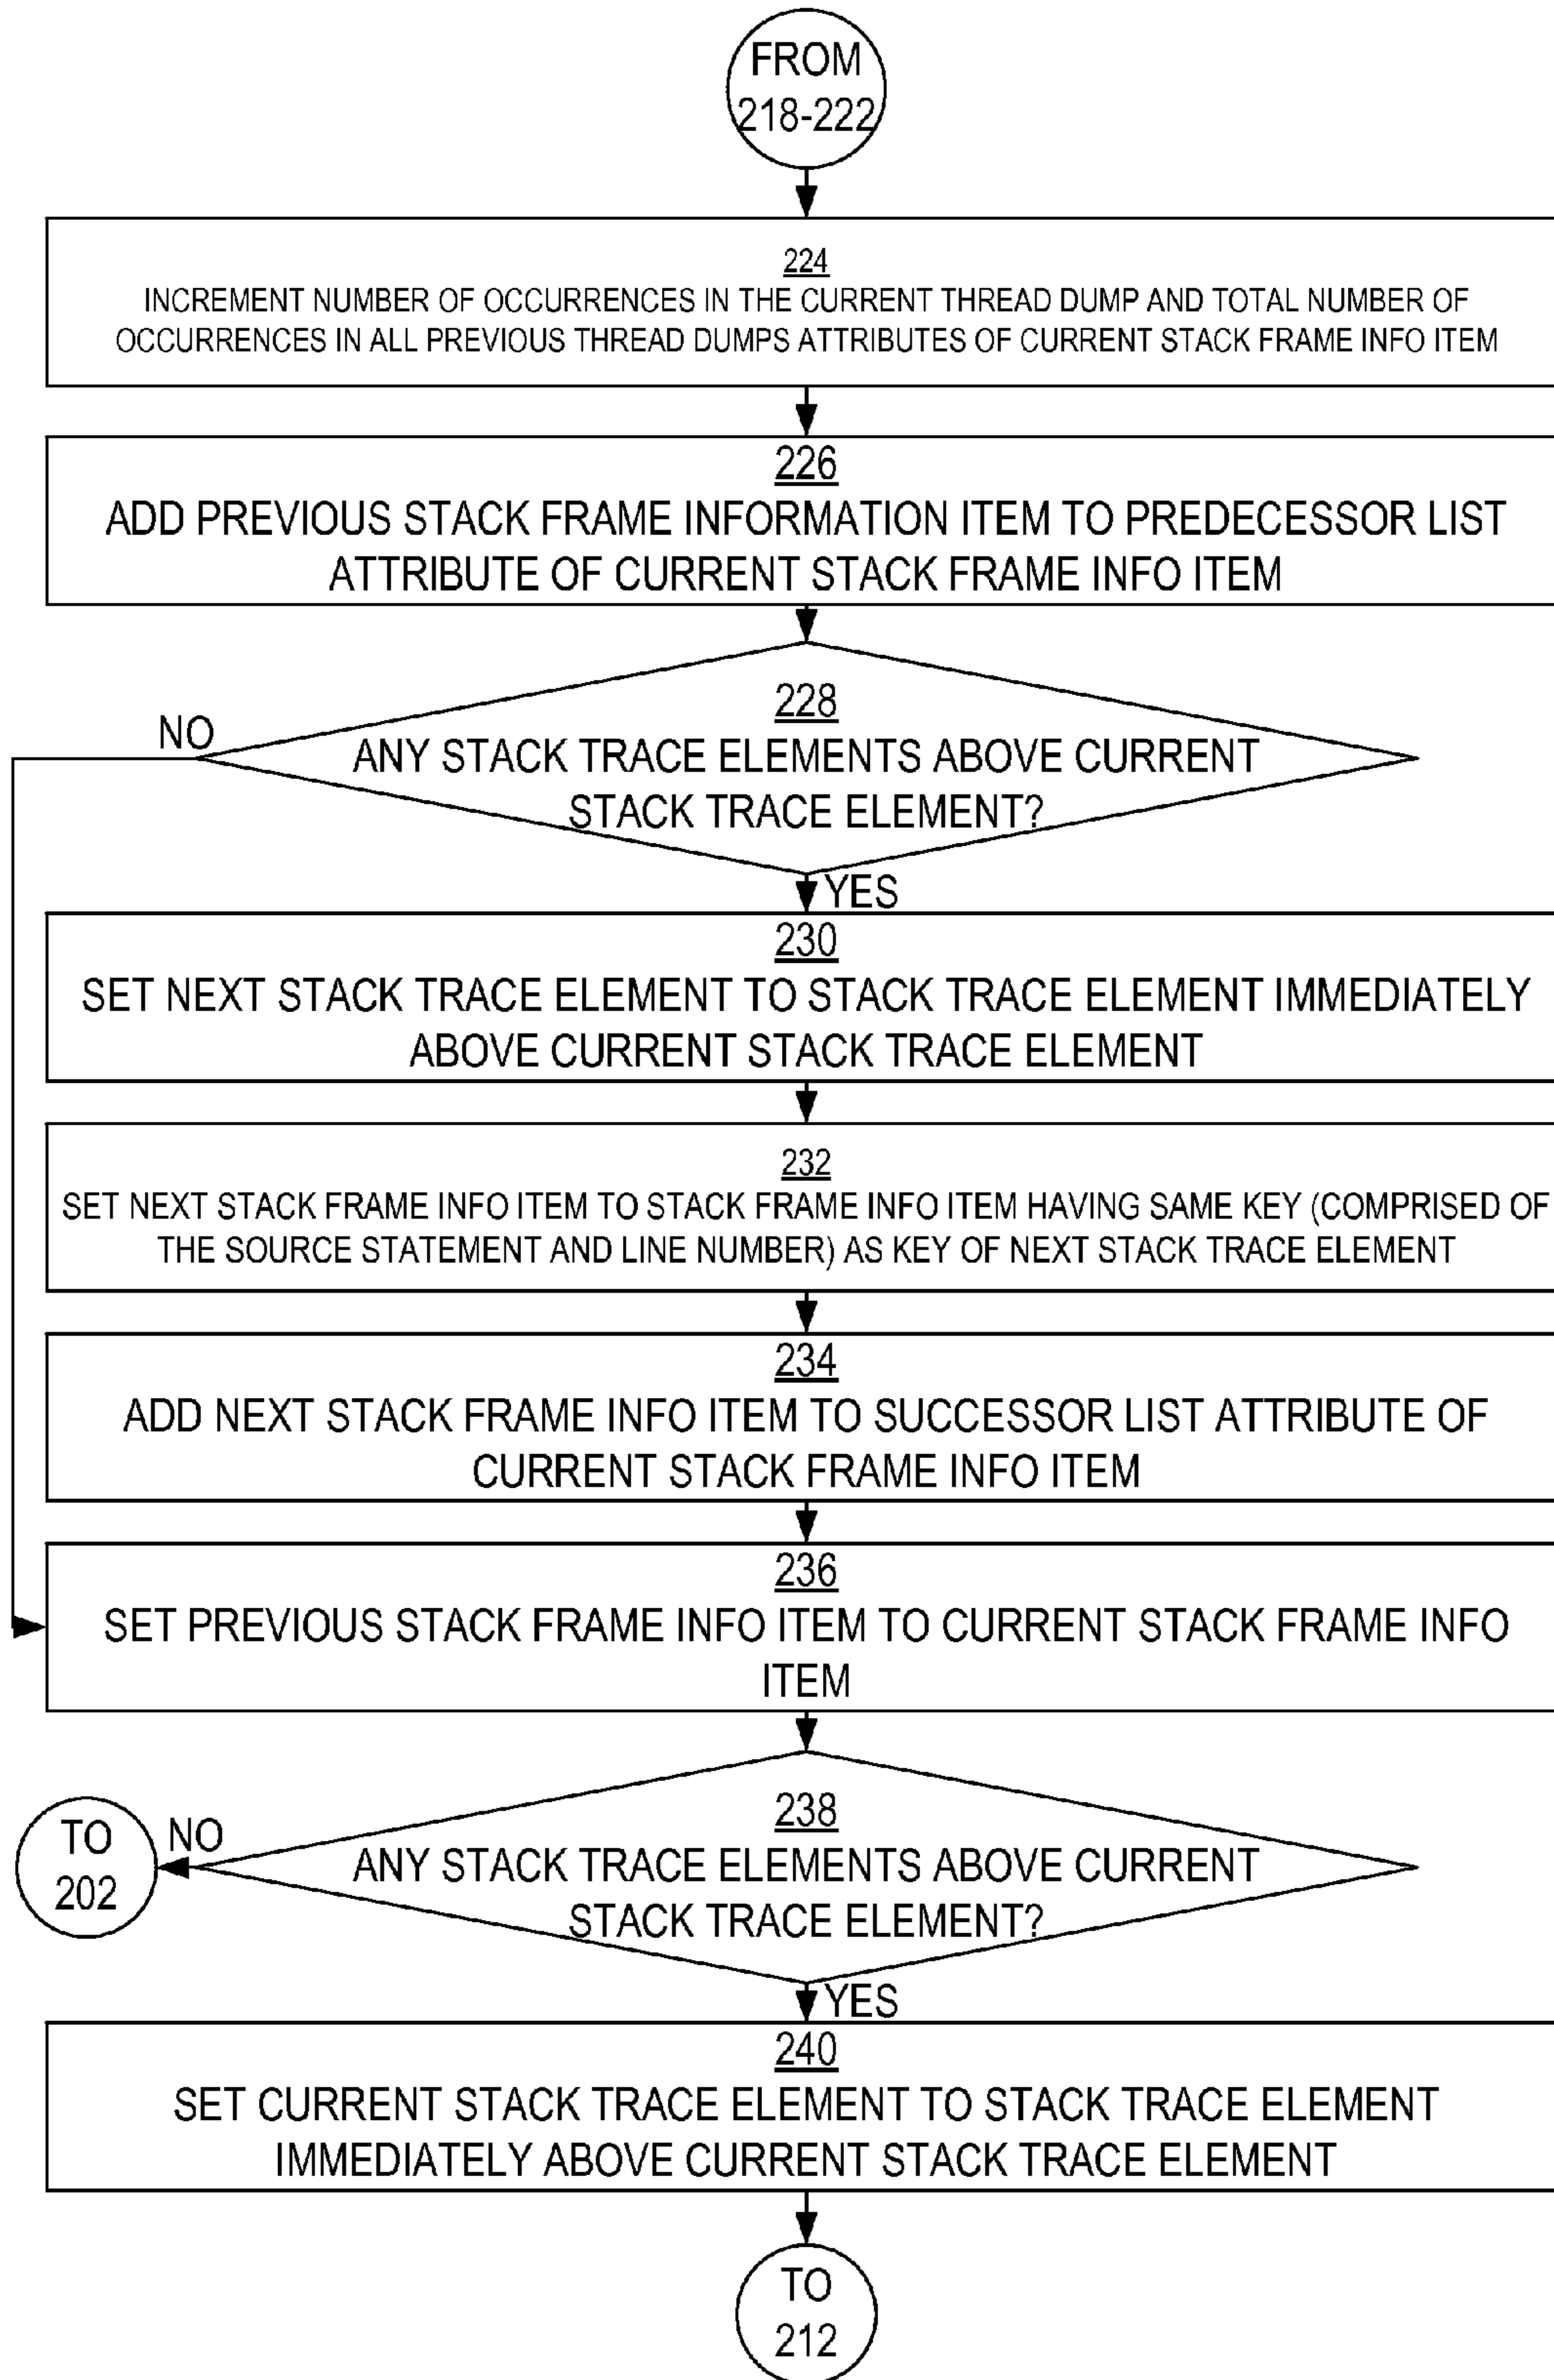 FROM
218-222
224
INCREMENT NUMBER OF OCCURRENCES IN THE CURRENT THREAD DUMP AND TOTAL NUMBER OF
OCCURRENCES IN ALL PREVIOUS THREAD DUMPS ATTRIBUTES OF CURRENT STACK FRAME INFO ITEM
226
ADD PREVIOUS STACK FRAME INFORMATION ITEM TO PREDECESSOR LIST
ATTRIBUTE OF CURRENT STACK FRAME INFO ITEM
228
NO
ANY STACK TRACE ELEMENTS ABOVE CURRENT
STACK TRACE ELEMENT?
YES
230
SET NEXT STACK TRACE ELEMENT TO STACK TRACE ELEMENT IMMEDIATELY
ABOVE CURRENT STACK TRACE ELEMENT
232
SET NEXT STACK FRAME INFO ITEM TO STACK FRAME INFO ITEM HAVING SAME KEY (COMPRISED OF
THE SOURCE STATEMENT AND LINE NUMBER) AS KEY OF NEXT STACK TRACE ELEMENT
234
ADD NEXT STACK FRAME INFO ITEM TO SUCCESSOR LIST ATTRIBUTE OF
CURRENT STACK FRAME INFO ITEM
236
SET PREVIOUS STACK FRAME INFO ITEM TO CURRENT STACK FRAME INFO
ITEM
238
TO
202
NO
ANY STACK TRACE ELEMENTS ABOVE CURRENT
STACK TRACE ELEMENT?
YES
240
SET CURRENT STACK TRACE ELEMENT TO STACK TRACE ELEMENT
IMMEDIATELY ABOVE CURRENT STACK TRACE ELEMENT
TO
212